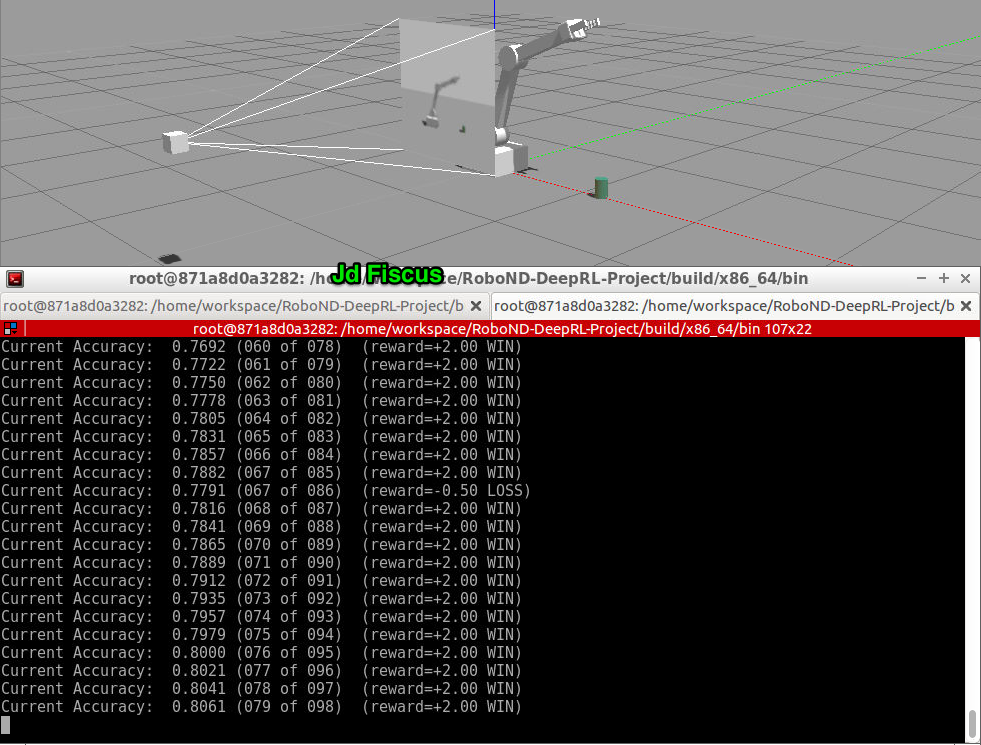 root@871a8d0a3282: /h
Jd Fiscus
ce/RoboND-DeepRL-Project/build/x86_64/bin
root@871a8d0a3282: /home/workspace/RoboND-DeepRL-Project/b
root@871a8d0a3282: /home/workspace/RoboND-DeepRL-Project/b
root@871a8d0a3282: /home/workspace/RoboND-DeepRL-Project/build/x86_64/bin 107x22
Current Accuracy:  0.7692 (060 of 078)  (reward=+2.00 WIN)
Current Accuracy:  0.7722 (061 of 079)  (reward=+2.00 WIN)
Current Accuracy:  0.7750 (062 of 080)  (reward=+2.00 WIN)
Current Accuracy:  0.7778 (063 of 081)  (reward=+2.00 WIN)
Current Accuracy:  0.7805 (064 of 082)  (reward=+2.00 WIN)
Current Accuracy:  0.7831 (065 of 083)  (reward=+2.00 WIN)
Current Accuracy:  0.7857 (066 of 084)  (reward=+2.00 WIN)
Current Accuracy:  0.7882 (067 of 085)  (reward=+2.00 WIN)
Current Accuracy:  0.7791 (067 of 086)  (reward=-0.50 LOSS)
Current Accuracy:  0.7816 (068 of 087)  (reward=+2.00 WIN)
Current Accuracy:  0.7841 (069 of 088)  (reward=+2.00 WIN)
Current Accuracy:  0.7865 (070 of 089)  (reward=+2.00 WIN)
Current Accuracy:  0.7889 (071 of 090)  (reward=+2.00 WIN)
Current Accuracy:  0.7912 (072 of 091)  (reward=+2.00 WIN)
Current Accuracy:  0.7935 (073 of 092)  (reward=+2.00 WIN)
Current Accuracy:  0.7957 (074 of 093)  (reward=+2.00 WIN)
Current Accuracy:  0.7979 (075 of 094)  (reward=+2.00 WIN)
Current Accuracy:  0.8000 (076 of 095)  (reward=+2.00 WIN)
Current Accuracy:  0.8021 (077 of 096)  (reward=+2.00 WIN)
Current Accuracy:  0.8041 (078 of 097)  (reward=+2.00 WIN)
Current Accuracy:  0.8061 (079 of 098)  (reward=+2.00 WIN)